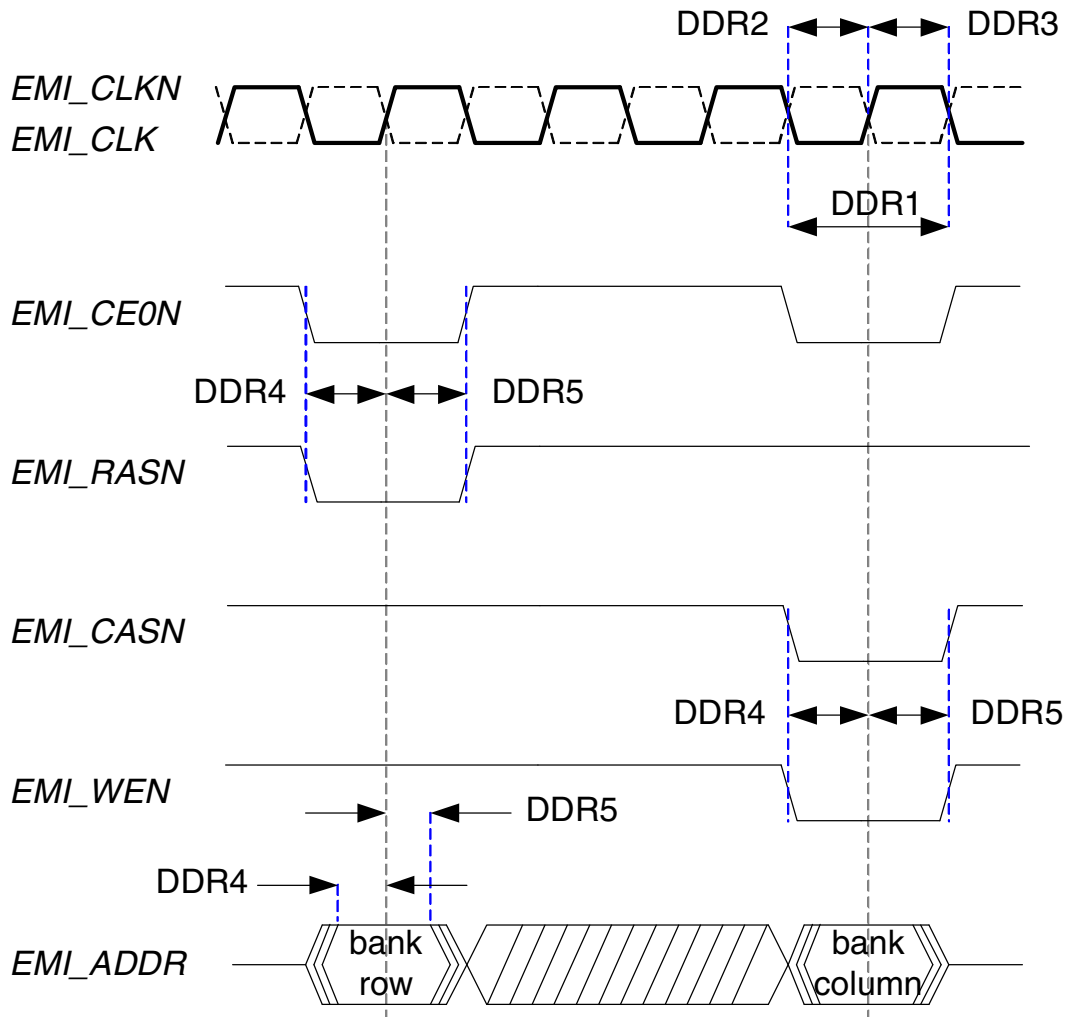 DDR2 DDR3
EMI_CLKN
EMI_CLK
DDR1
EMI_CE0N
DDR4 DDR5
EMI_RASN
EMI_CASN
DDR4 DDR5
EMI_WEN
DDR5
DDR4
EMI_ADDR
bank
row
bank
column